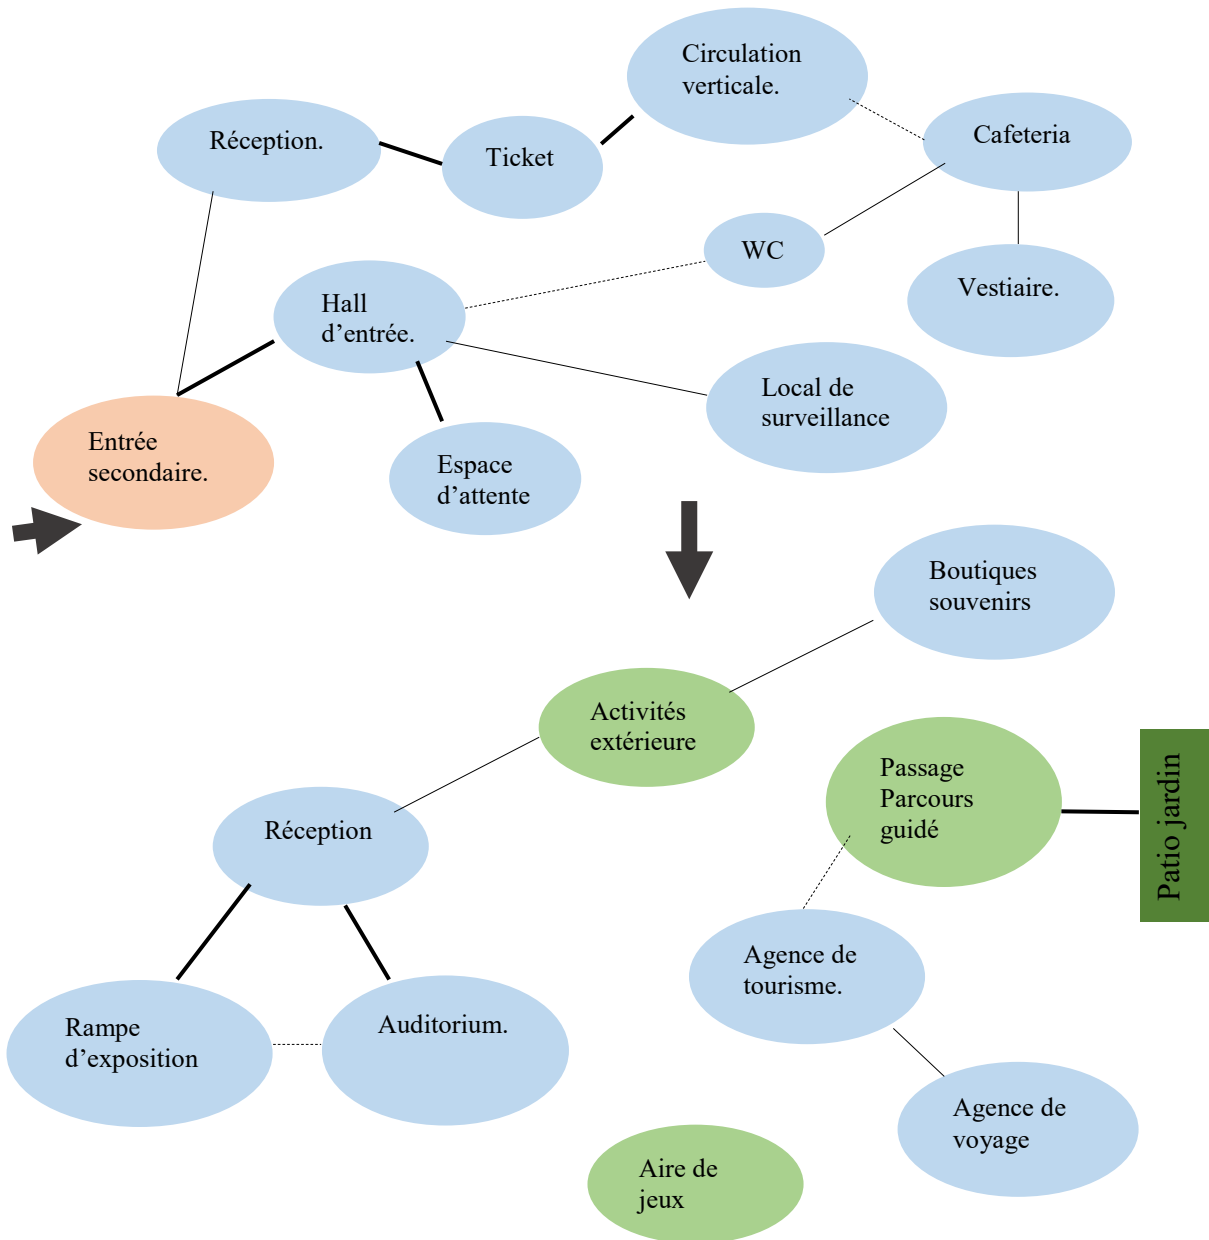 Circulation
verticale.
Réception.
Ticket
Cafeteria
WC
Vestiaire.
Hall
d’entrée.
Local de
surveillance
Entrée
secondaire.
Espace
d’attente
Boutiques
souvenirs
Activités
extérieure
Passage
Parcours
guidé
Patio jardin
Réception
Agence de
tourisme.
Rampe
d’exposition
Auditorium.
Agence de
voyage
Aire de
jeux